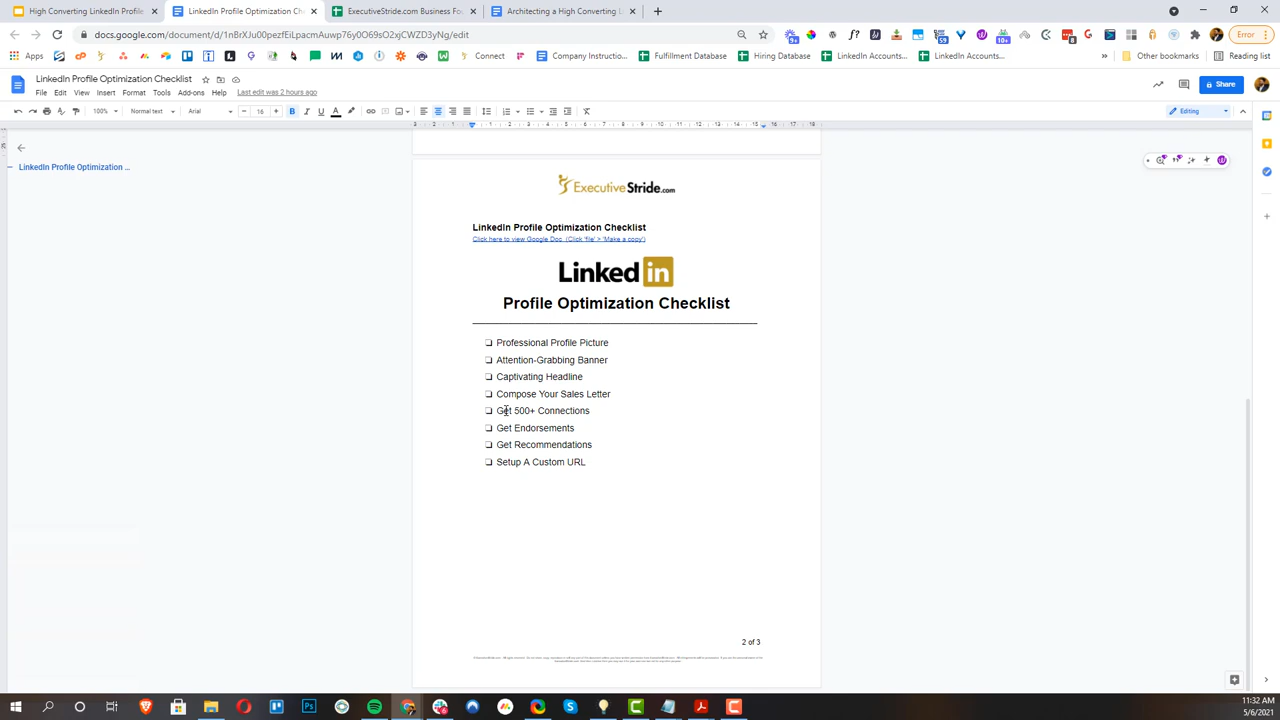 High Converting LinkedIn Profile
LinkedIn Profile Optimization Ch
ExecutiveStride.com Business Fo
Architecting a High Converting L
docs.google.com/document/d/1nBrXJu00pezfEiLpacmAuwp76y0O69sO2xjCWZD3yNg/edit
Error
Apps
Connect
Company Instructio...
Fulfillment Database
Hiring Database
LinkedIn Accounts...
LinkedIn Accounts...
Other bookmarks
Reading list
LinkedIn Profile Optimization Checklist
File Edit View Insert Format Tools Add-ons Help Last edit was 2 hours ago
Share
100% Normal text Arial 16
Editing
LinkedIn Profile Optimization ...
ExecutiveStride.com
LinkedIn Profile Optimization Checklist
Click here to view Google Doc. (Click 'file' > 'Make a copy')
Linked in
Profile Optimization Checklist
Professional Profile Picture
Attention-Grabbing Banner
Captivating Headline
Compose Your Sales Letter
Get 500+ Connections
Get Endorsements
Get Recommendations
Setup A Custom URL
2 of 3
11:32 AM
5/6/2021